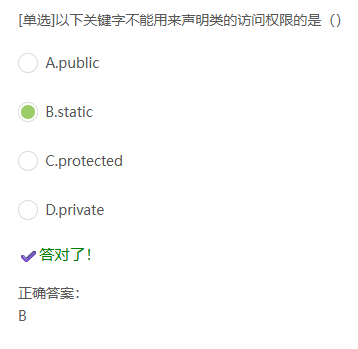 [单选]以下关键字不能用来声明类的访问权限的是（）
A.public
B.static
C.protected
D.private
答对了!
正确答案:
B